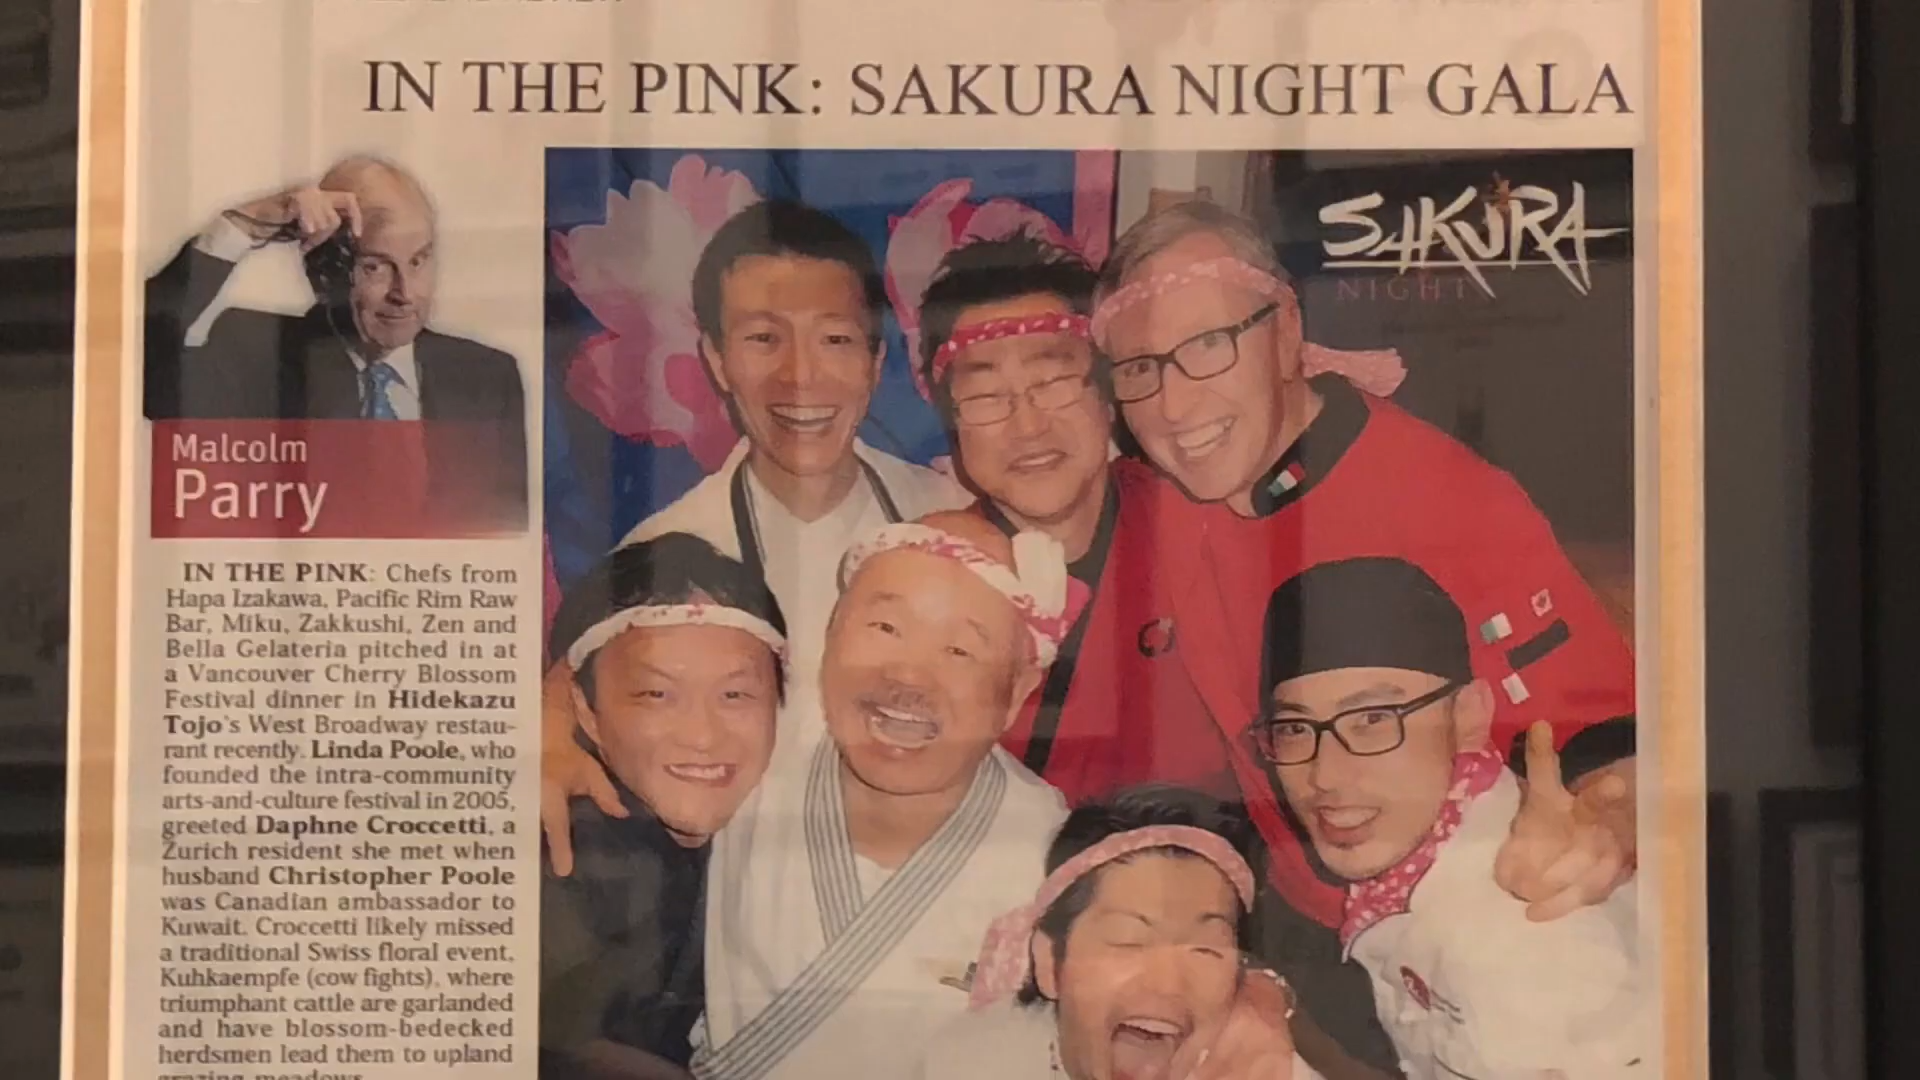 IN THE PINK: SAKURA NIGHT GALA
SAKURA
NIGHT
Malcolm
Parry
IN THE PINK: Chefs from
Hapa Izakawa, Pacific Rim Raw
Bar, Miku, Zakkushi, Zen and
Bella Gelateria pitched in at
a Vancouver Cherry Blossom
Festival dinner in Hidekazu
Tojo's West Broadway restau-
rant recently. Linda Poole, who
founded the intra-community
arts-and-culture festival in 2005,
greeted Daphne Croccetti, a
Zurich resident she met when
husband Christopher Poole
was Canadian ambassador to
Kuwait. Croccetti likely missed
a traditional Swiss floral event,
Kuhkaempfe (cow fights), where
triumphant cattle are garlanded
and have blossom-bedecked
herdsmen lead them to upland
grazing meadows.